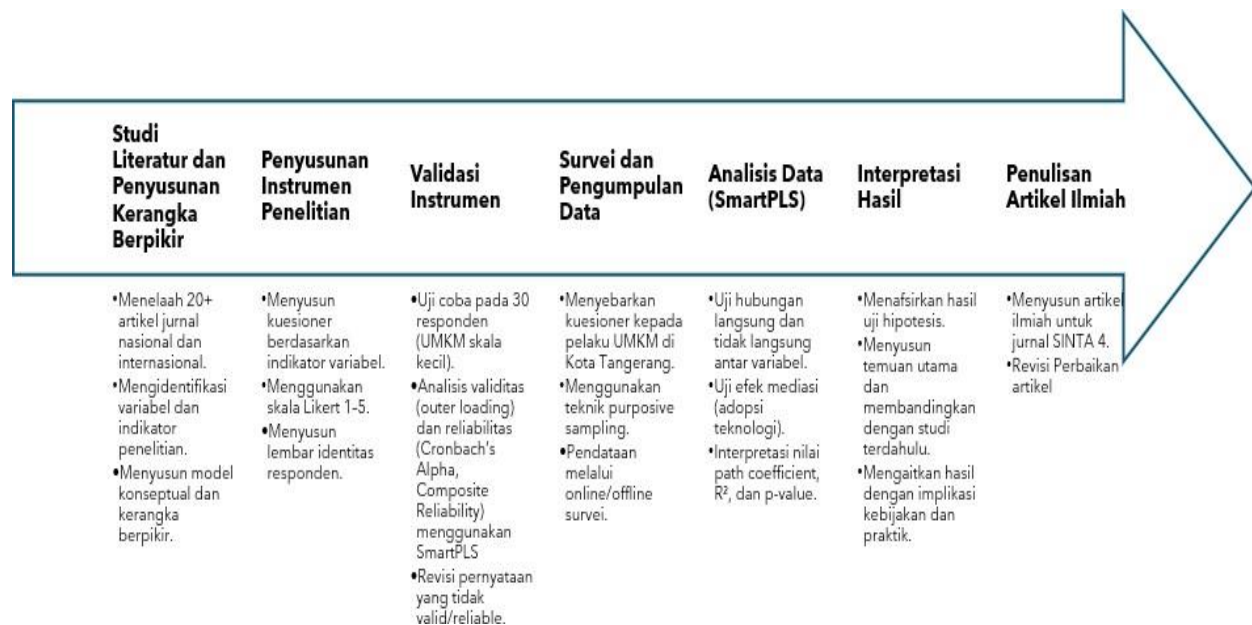 Studi
Literatur dan
Penyusunan
Kerangka
Berpikir
Penyusunan
Instrumen
Penelitian
Validasi
Instrumen
Survei dan
Pengumpulan
Data
Analisis Data
(SmartPLS)
Interpretasi
Hasil
Penulisan
Artikel Ilmiah
•Menelaah 20+
artikel jurnal
nasional dan
internasional.
•Mengidentifikasi
variabel dan
indikator
penelitian.
•Menyusun model
konseptual dan
kerangka
berpikir.
•Menyusun
kuesioner
berdasarkan
indikator variabel.
•Menggunakan
skala Likert 1-5.
•Menyusun
lembar identitas
responden.
•Uji coba pada 30
responden
(UMKM skala
kecil).
•Analisis validitas
(outer loading)
dan reliabilitas
(Cronbach's
Alpha,
Composite
Reliability)
menggunakan
SmartPLS
•Revisi pernyataan
yang tidak
valid/reliable.
•Menyebarkan
kuesioner kepada
pelaku UMKM di
Kota Tangerang.
•Menggunakan
teknik purposive
sampling.
•Pendataan
melalui
online/offline
survei.
•Uji hubungan
langsung dan
tidak langsung
antar variabel.
•Uji efek mediasi
(adopsi
teknologi).
•Interpretasi nilai
path coefficient,
R², dan p-value.
•Menafsirkan hasil
uji hipotesis.
•Menyusun
temuan utama
dan
membandingkan
dengan studi
terdahulu.
•Mengaitkan hasil
dengan implikasi
kebijakan dan
praktik.
•Menyusun artikel
ilmiah untuk
jurnal SINTA 4.
•Revisi Perbaikan
artikel